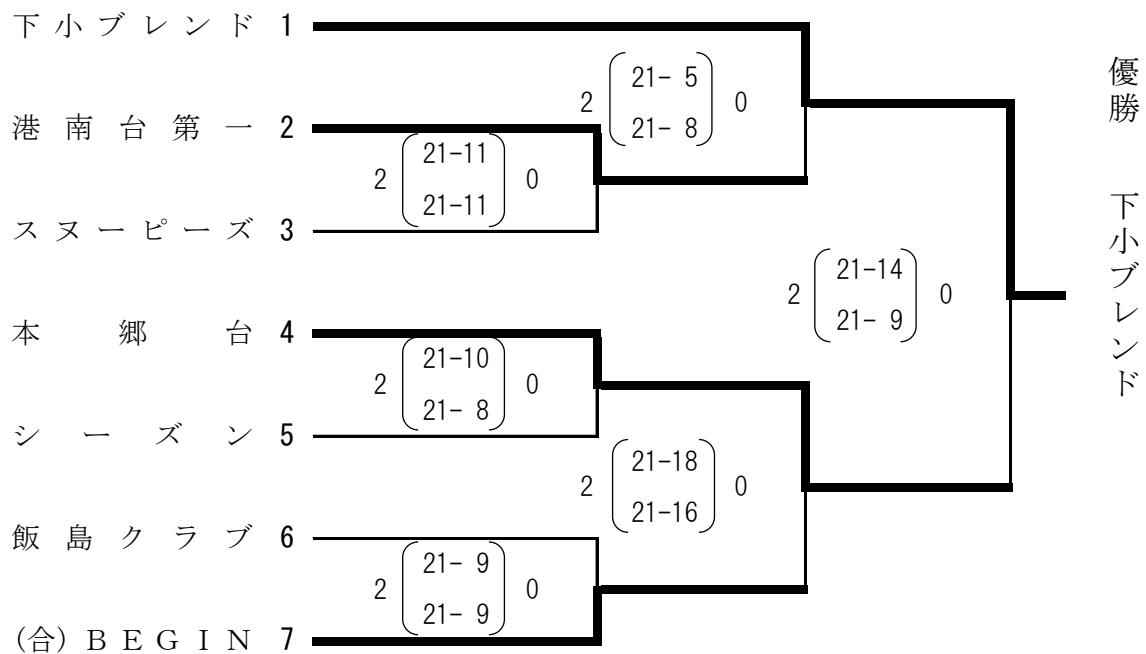 下小ブレンド 1
港南台第一 2
スヌーピーズ 3
本郷台 4
シーズン 5
飯島クラブ 6
(合)BEGIN 7
2 21-11 0
21-11
2 21-10 0
21- 8
2 21- 9 0
21- 9
2 21- 5 0
21- 8
2 21-18 0
21-16
2 21-14 0
21- 9
優勝 下小ブレンド